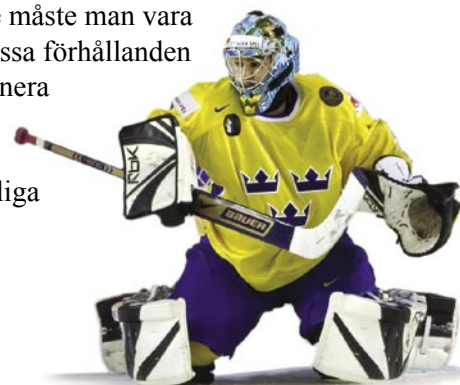 e måste man vara
ssa förhållanden
nera
liga
RBK
BAUER